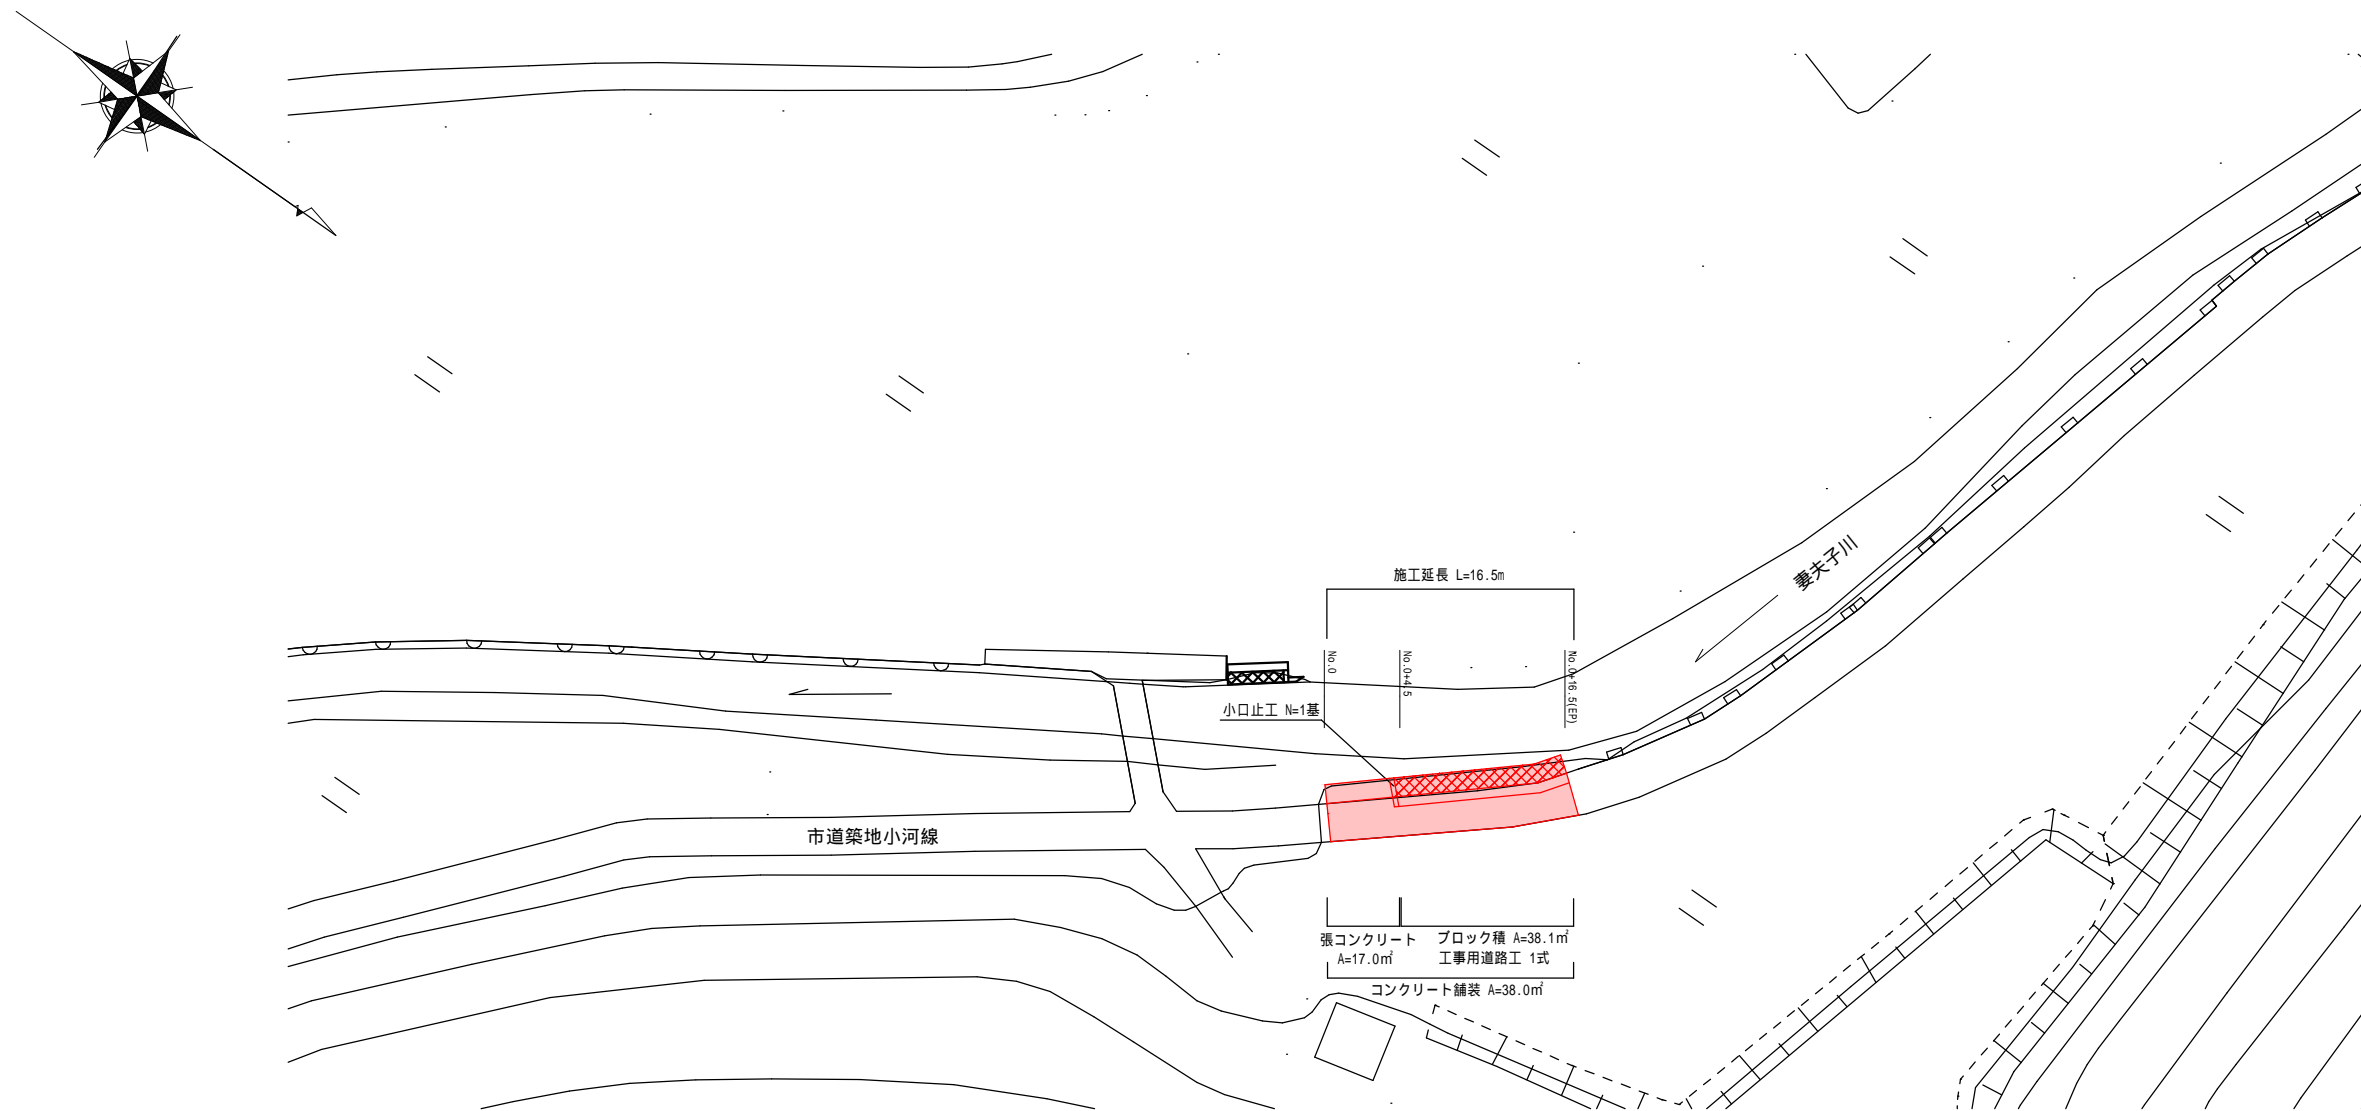 施工延長 L=16.5m
妻夫子川
No.0
No.0+4.5
No.0+16.5(EP)
小口止工 N=1基
市道築地小河線
張コンクリート
A=17.0㎡
ブロック積 A=38.1㎡
工事用道路工 1式
コンクリート舗装 A=38.0㎡